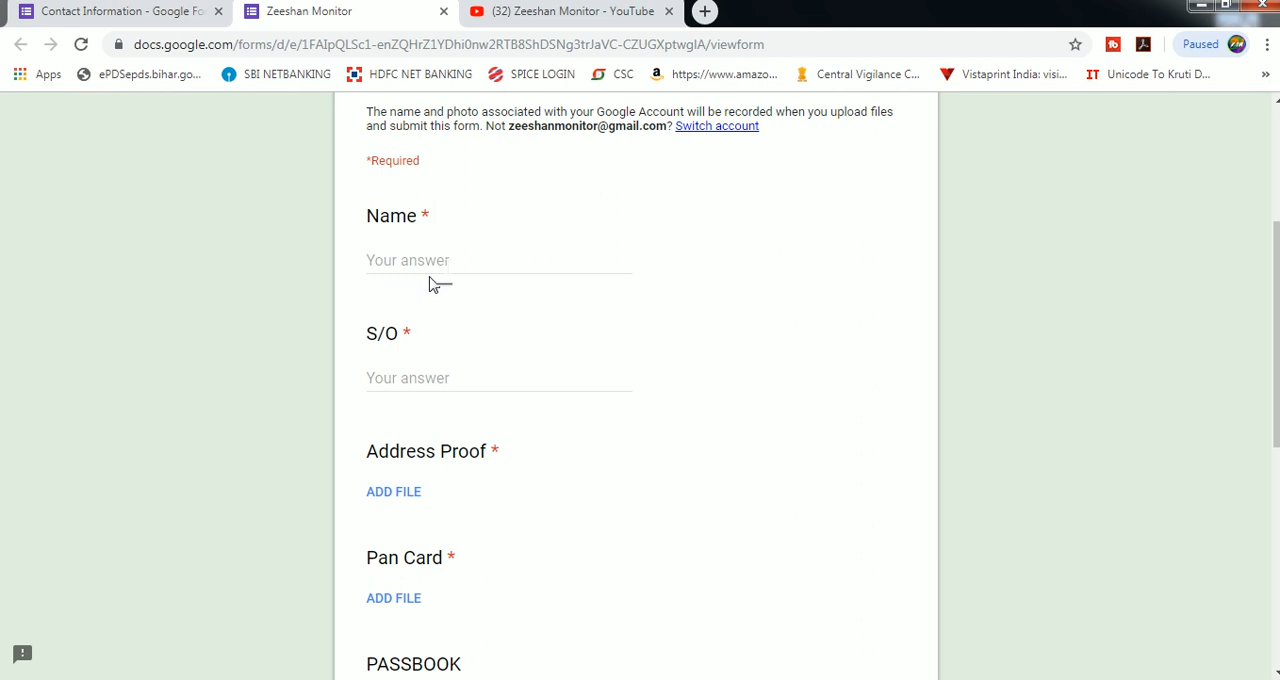 Contact Information - Google Fo
Zeeshan Monitor
(32) Zeeshan Monitor - YouTube
docs.google.com/forms/d/e/1FAIpQLSc1-enZQHrZ1YDhi0nw2RTB8ShDSNg3trJaVC-CZUGXptwgIA/viewform
Paused
Apps
ePDSepds.bihar.go...
SBI NETBANKING
HDFC NET BANKING
SPICE LOGIN
CSC
https://www.amazo...
Central Vigilance C...
Vistaprint India: visi...
IT Unicode To Kruti D...
The name and photo associated with your Google Account will be recorded when you upload files
and submit this form. Not zeeshanmonitor@gmail.com? Switch account
*Required
Name *
Your answer
S/O *
Your answer
Address Proof *
ADD FILE
Pan Card *
ADD FILE
PASSBOOK